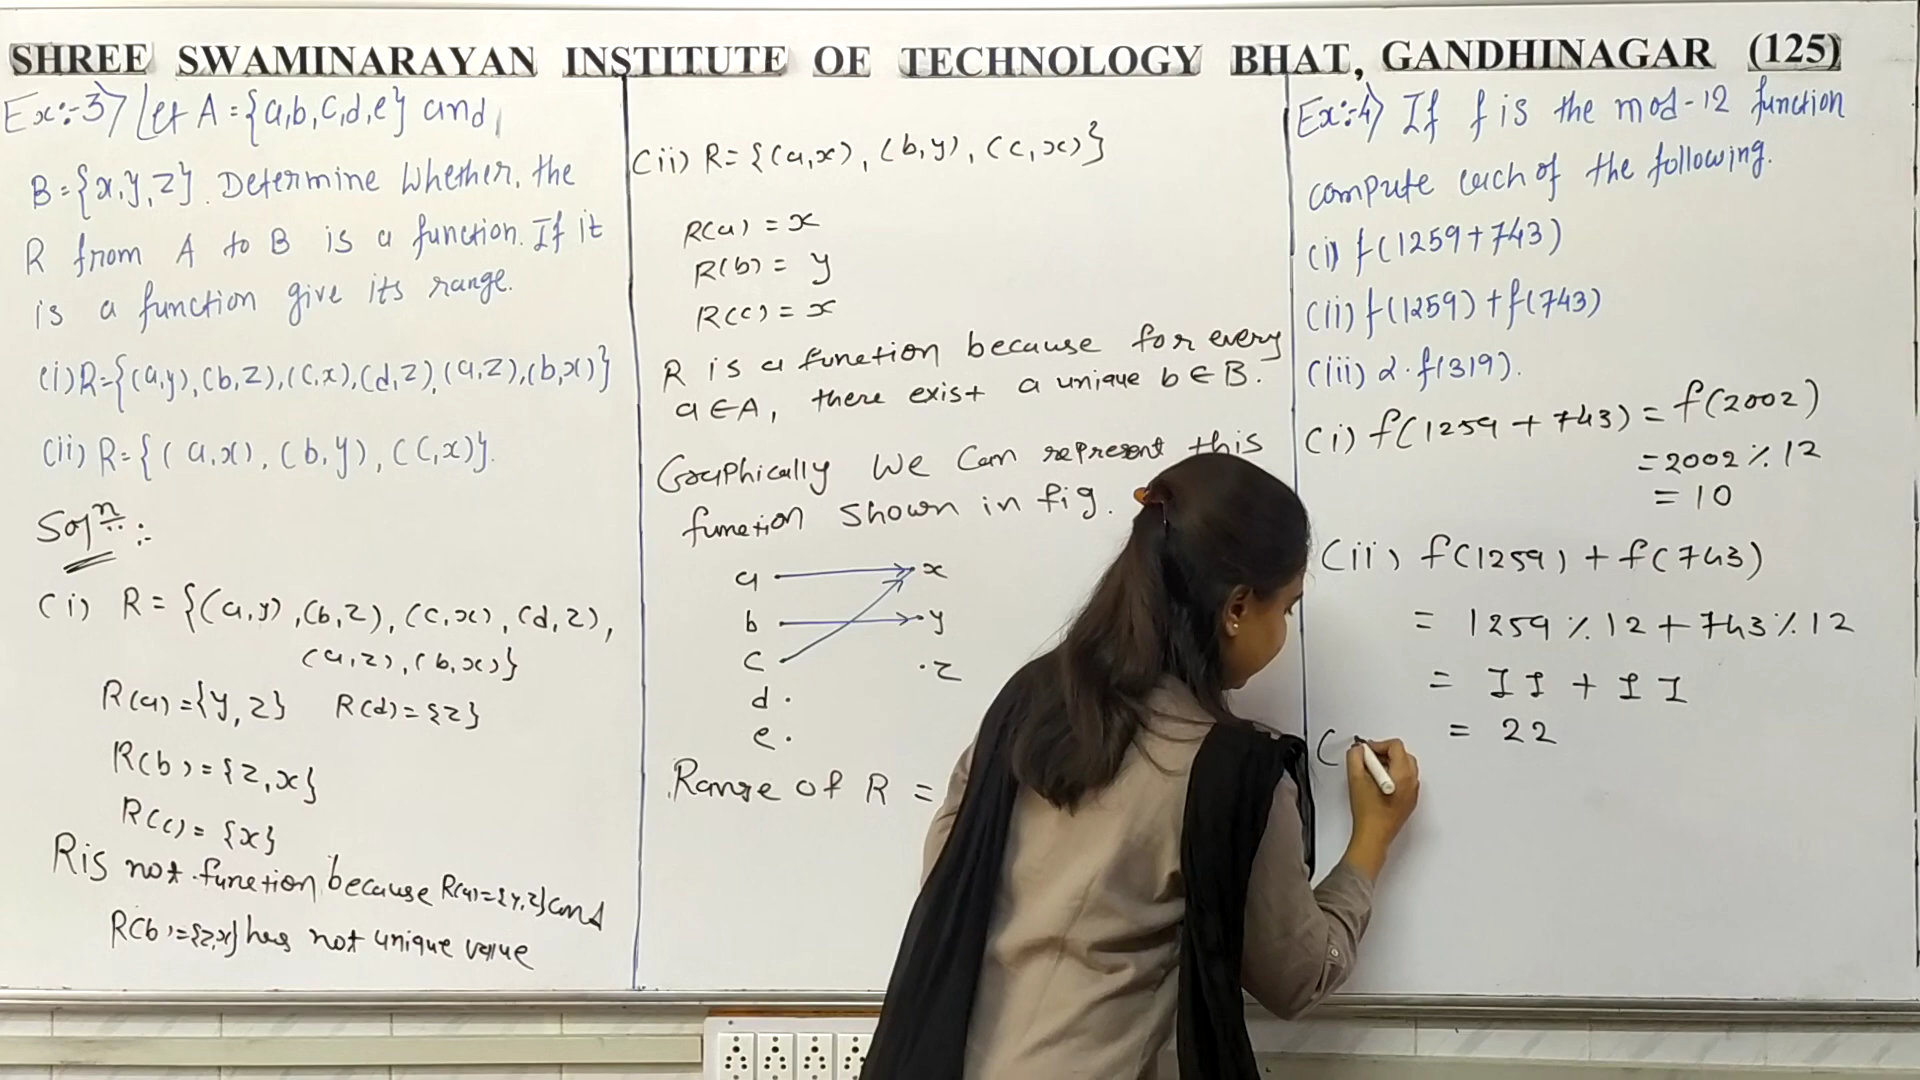 SHREE SWAMINARAYAN INSTITUTE OF TECHNOLOGY BHAT, GANDHINAGAR (125)
Ex:-3) Let A = {a,b,c,d,e} and
B = {x,y,z}. Determine whether, the
R from A to B is a function. If it
is a function give its range.
(i) R={(a,y),(b,z),(c,x),(d,z),(a,z),(b,x)}
(ii) R={(a,x),(b,y),(c,x)}.
Solⁿ:
(i) R = {(a,y),(b,z),(c,x),(d,z),
(a,z),(b,x)}
R(a)={y,z} R(d)={z}
R(b)={z,x}
R(c)={x}
R is not function because R(a)={y,z} and
R(b)={z,x} has not unique value
(ii) R={(a,x),(b,y),(c,x)}
R(a) = x
R(b) = y
R(c) = x
R is a function because for every
a∈A, there exist a unique b∈B.
Graphically we can represent this
function shown in fig.
a x
b y
c .z
d .
e .
Range of R =
Ex:-4) If f is the mod-12 function
compute each of the following.
(i) f(1259+743)
(ii) f(1259)+f(743)
(iii) 2.f(319).
(i) f(1259+743) = f(2002)
=2002%12
= 10
(ii) f(1259)+f(743)
= 1259%12+743%12
= 11 + 11
= 22
(